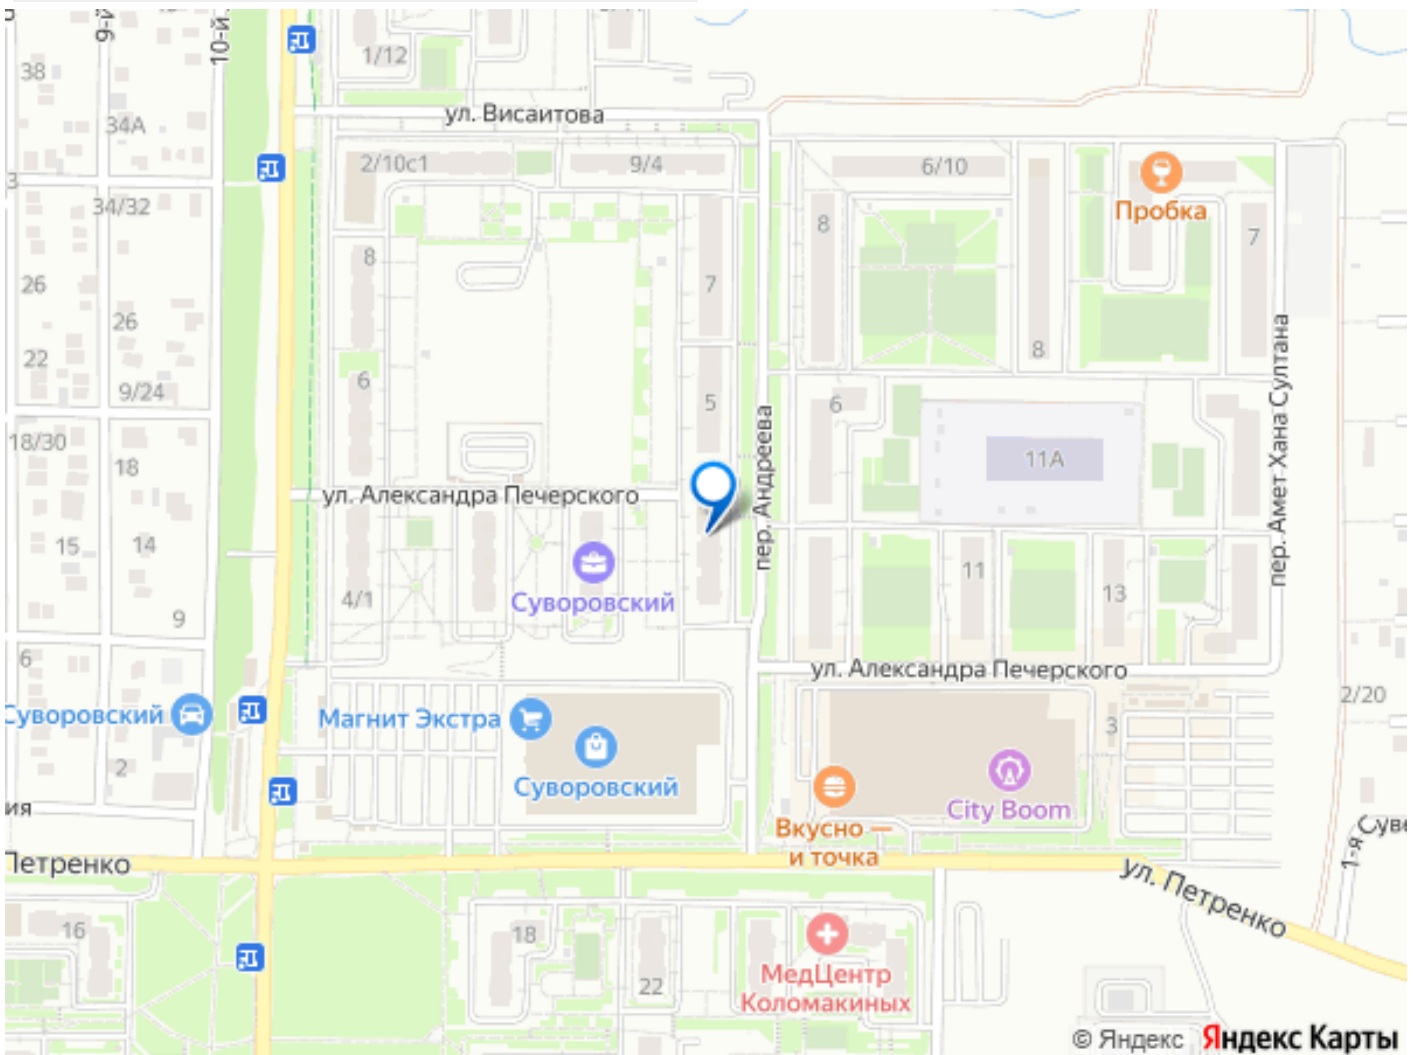 9-й
10-й
1/12
38
ул. Висаитова
34А
2/10с1
9/4
6/10
34/32
Пробка
8
7
8
26
7
26
22
8
6
9/24
5
6
пер. Андреева
пер. Амет Хана Султана
18/30
18
11А
ул. Александра Печерского
15
14
11
4/1
Суворовский
13
9
6
ул. Александра Печерского
2/20
Суворовский
Магнит Экстра
3
2
Суворовский
City Boom
ия
Вкусно —
и точка
Петренко
ул. Петренко
1-я Суво
16
18
22
МедЦентр
Коломакиных
© Яндекс Яндекс Карты